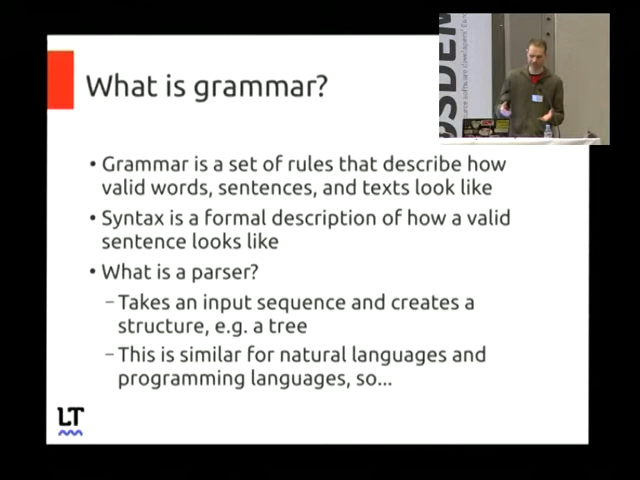 What is grammar?
• Grammar is a set of rules that describe how
valid words, sentences, and texts look like
• Syntax is a formal description of how a valid
sentence looks like
• What is a parser?
– Takes an input sequence and creates a
structure, e.g. a tree
– This is similar for natural languages and
programming languages, so...
LT